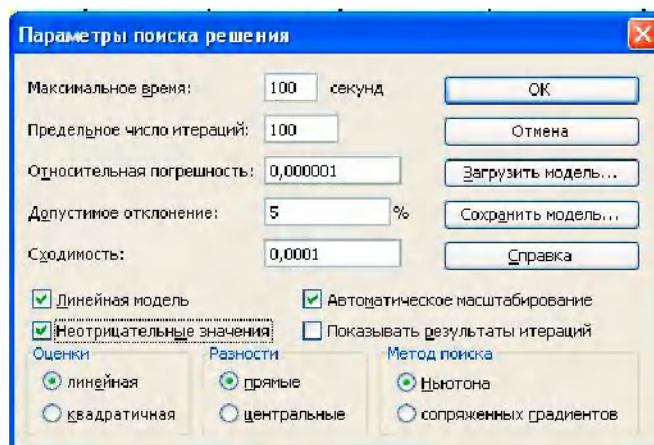 Параметры поиска решения
Максимальное время: 100 секунд ОК
Предельное число итераций: 100 Отмена
Относительная погрешность: 0,000001 Загрузить модель...
Допустимое отклонение: 5 % Сохранить модель...
Сходимость: 0,0001 Справка
Линейная модель Автоматическое масштабирование
Неотрицательные значения Показывать результаты итераций
Оценки Разности Метод поиска
линейная прямые Ньютона
квадратичная центральные сопряженных градиентов